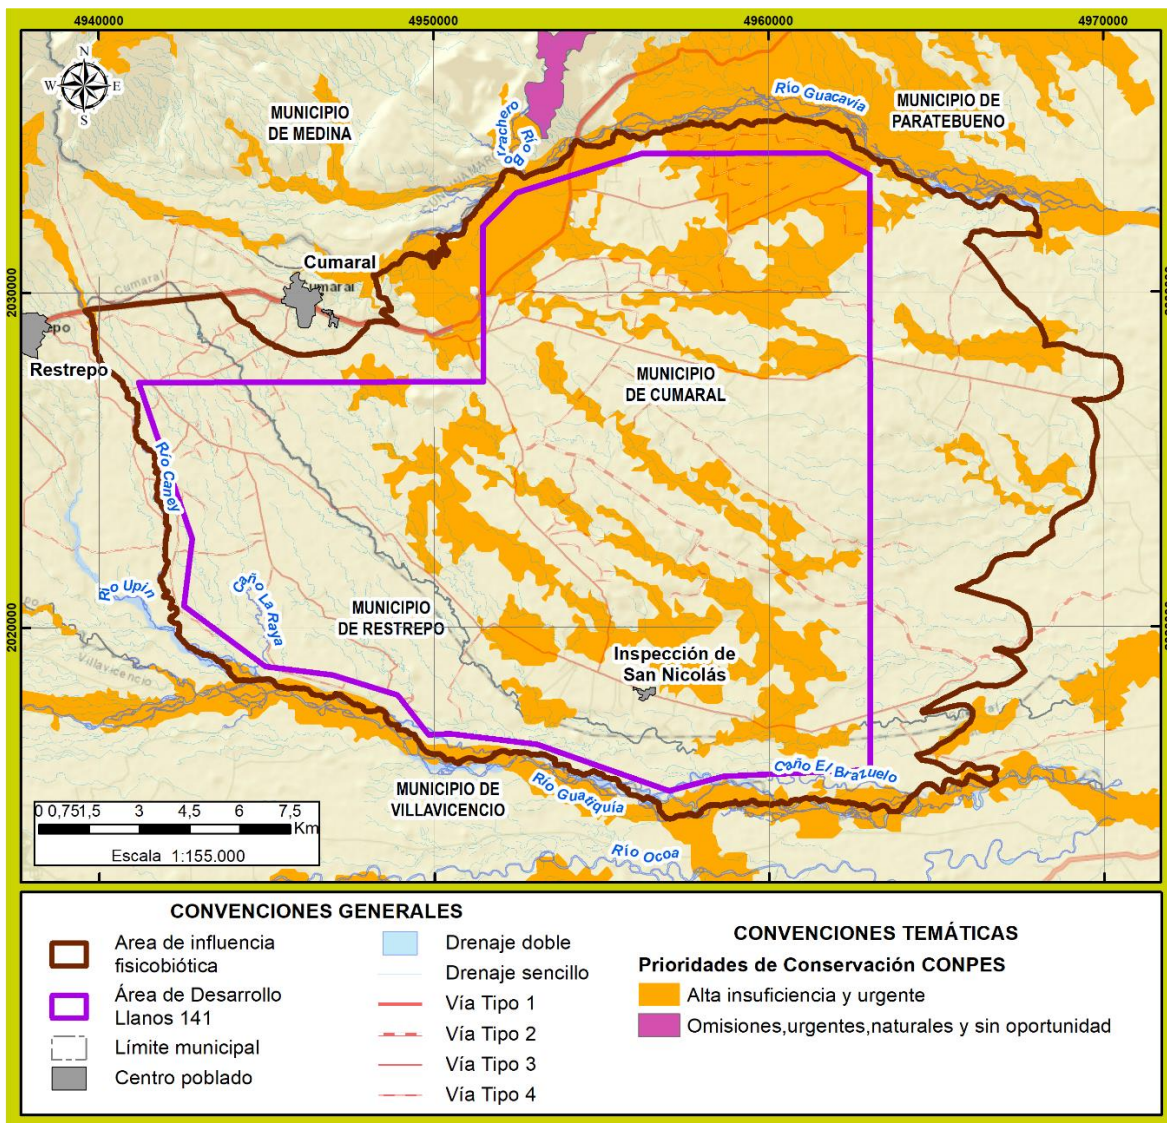 4940000
4950000
4960000
4970000
N
W
E
S
MUNICIPIO
DE MEDINA
Río Guacavía
MUNICIPIO DE
PARATEBUENO
Río Borrachero
Cumaral
Cumaral
2030000
Restrepo
MUNICIPIO
DE CUMARAL
Río Caney
Río Upín
Caño La Raya
MUNICIPIO
DE RESTREPO
2020000
Inspección de
San Nicolás
Villavicencio
MUNICIPIO DE
VILLAVICENCIO
Caño El Brazuelo
Río Guatiquía
Río Ocoa
0 0,751,5 3 4,5 6 7,5
Km
Escala 1:155.000
CONVENCIONES GENERALES
Area de influencia
fisicobiótica
Área de Desarrollo
Llanos 141
Límite municipal
Centro poblado
Drenaje doble
Drenaje sencillo
Vía Tipo 1
Vía Tipo 2
Vía Tipo 3
Vía Tipo 4
CONVENCIONES TEMÁTICAS
Prioridades de Conservación CONPES
Alta insuficiencia y urgente
Omisiones,urgentes,naturales y sin oportunidad